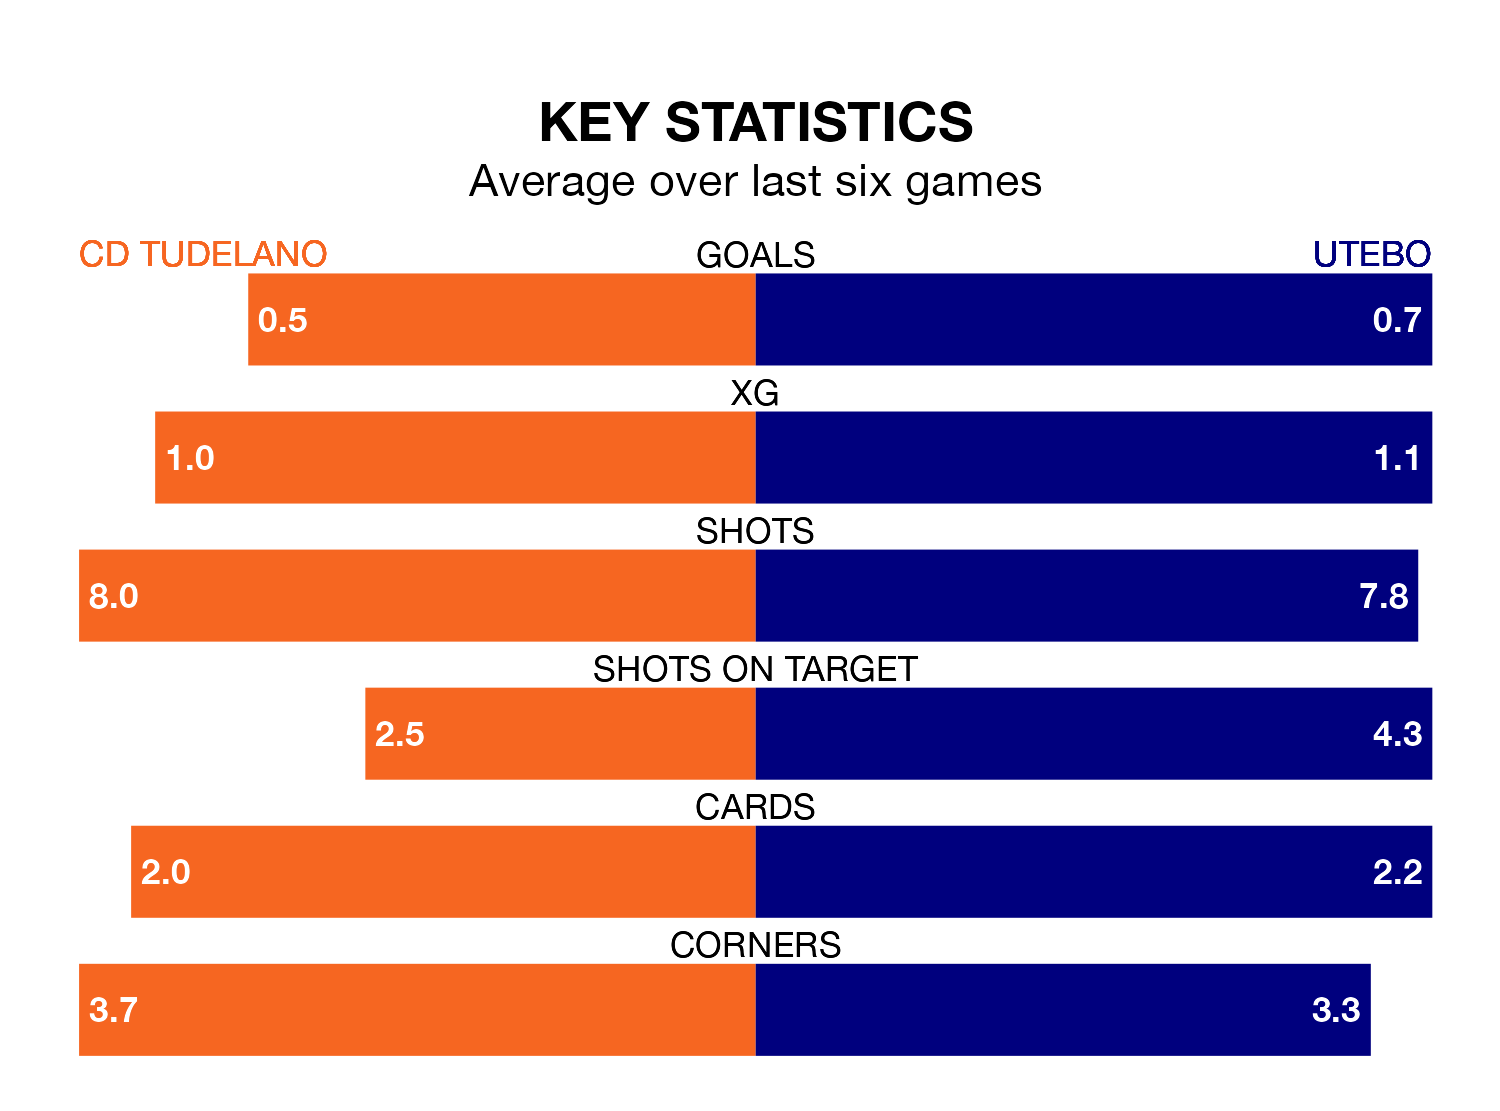 KEY STATISTICS
Average over last six games
CD TUDELANO GOALS UTEBO
0.5 0.7
XG
1.0 1.1
SHOTS
8.0 7.8
SHOTS ON TARGET
2.5 4.3
CARDS
2.0 2.2
CORNERS
3.7 3.3